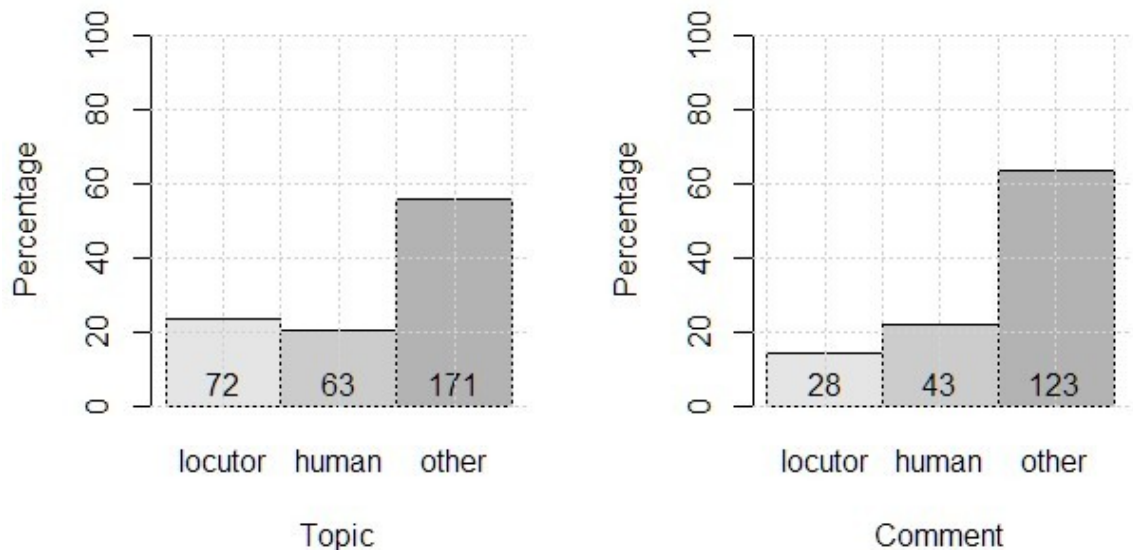 Percentage
0 20 40 60 80 100
72 63 171
locutor human other
Topic
Percentage
0 20 40 60 80 100
28 43 123
locutor human other
Comment